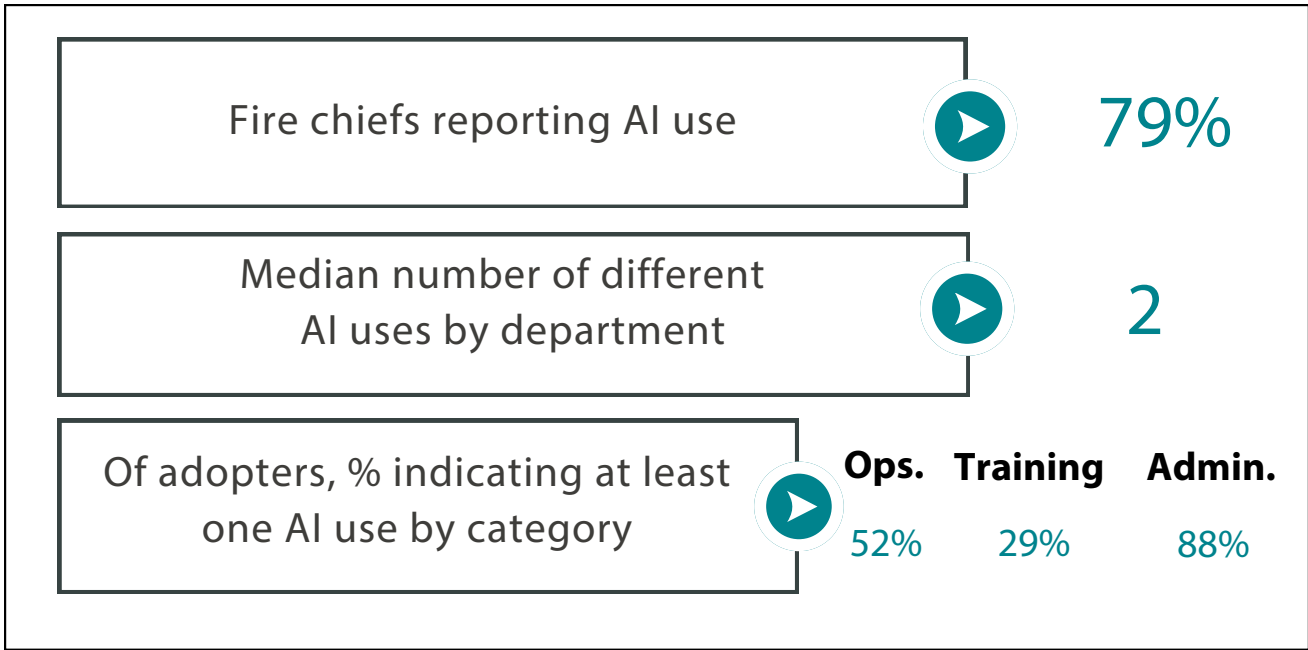 Fire chiefs reporting AI use
79%
Median number of different
AI uses by department
2
Of adopters, % indicating at least
one AI use by category
Ops. Training Admin.
52% 29% 88%